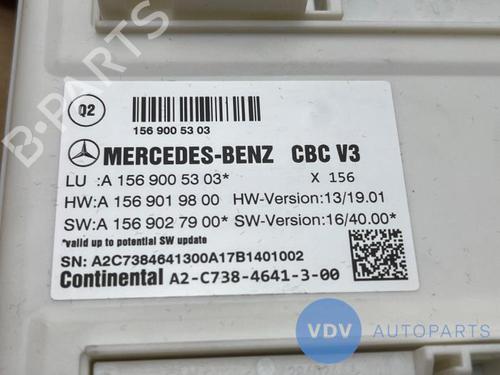 B-PARTS
Q2
156 900 53 03
MERCEDES-BENZ CBC V3
LU :A 156 900 53 03* X 156
HW:A 156 901 98 00 HW-Version:13/19.01
SW:A 156 902 79 00* SW-Version:16/40.00*
*valid up to potential SW update
SN: A2C7384641300A17B1401002
Continental A2-C738-4641-3-00
VDV AUTOPARTS